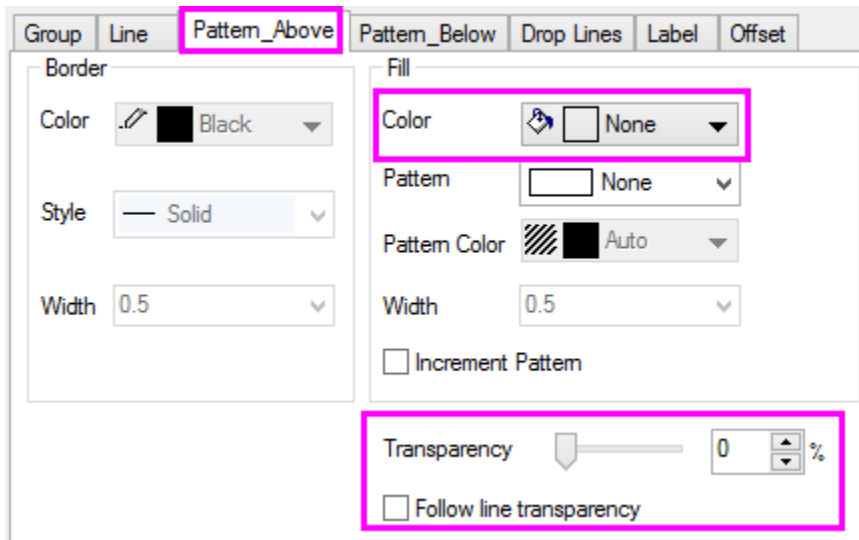 Group Line Pattern_Above Pattern_Below Drop Lines Label Offset
Border
Color Black
Style Solid
Width 0.5
Fill
Color None
Pattern None
Pattern Color Auto
Width 0.5
Increment Pattern
Transparency 0 %
Follow line transparency